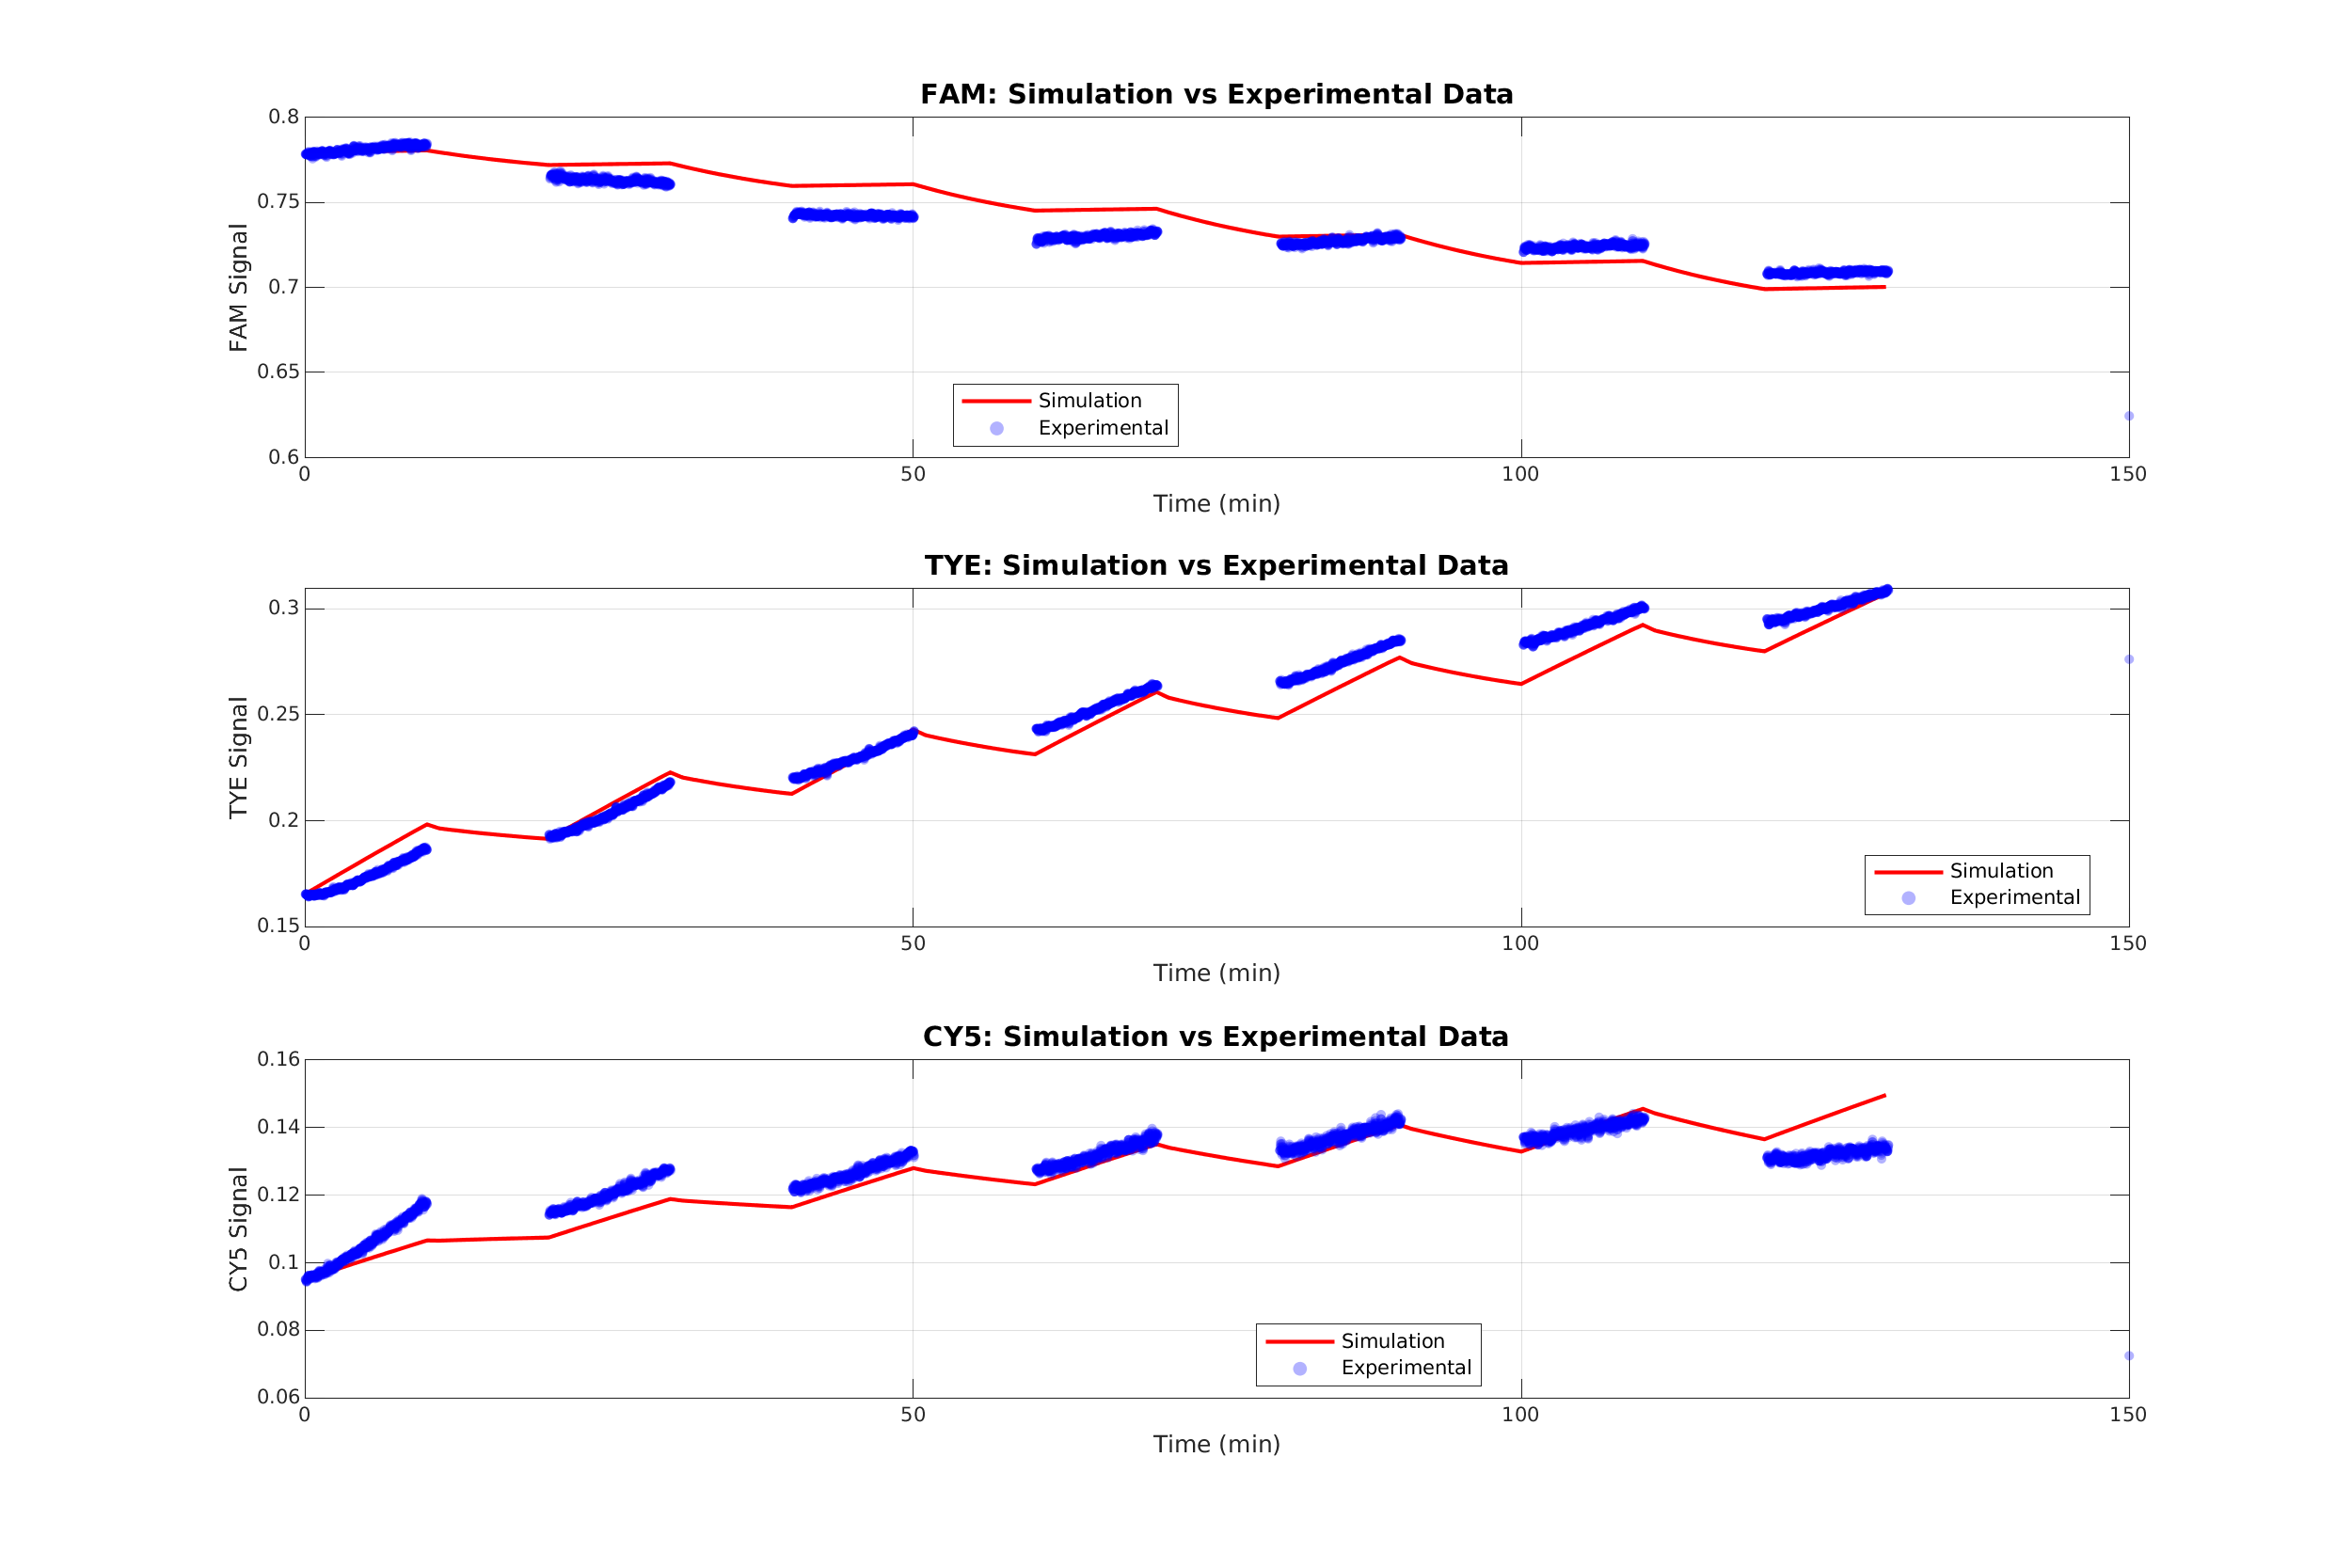 FAM: Simulation vs Experimental Data
0.8
0.75
0.7
0.65
0.6
FAM Signal
Simulation
Experimental
0 50 100 150
Time (min)
TYE: Simulation vs Experimental Data
0.3
0.25
0.2
0.15
TYE Signal
Simulation
Experimental
0 50 100 150
Time (min)
CY5: Simulation vs Experimental Data
0.16
0.14
0.12
0.1
0.08
0.06
CY5 Signal
Simulation
Experimental
0 50 100 150
Time (min)